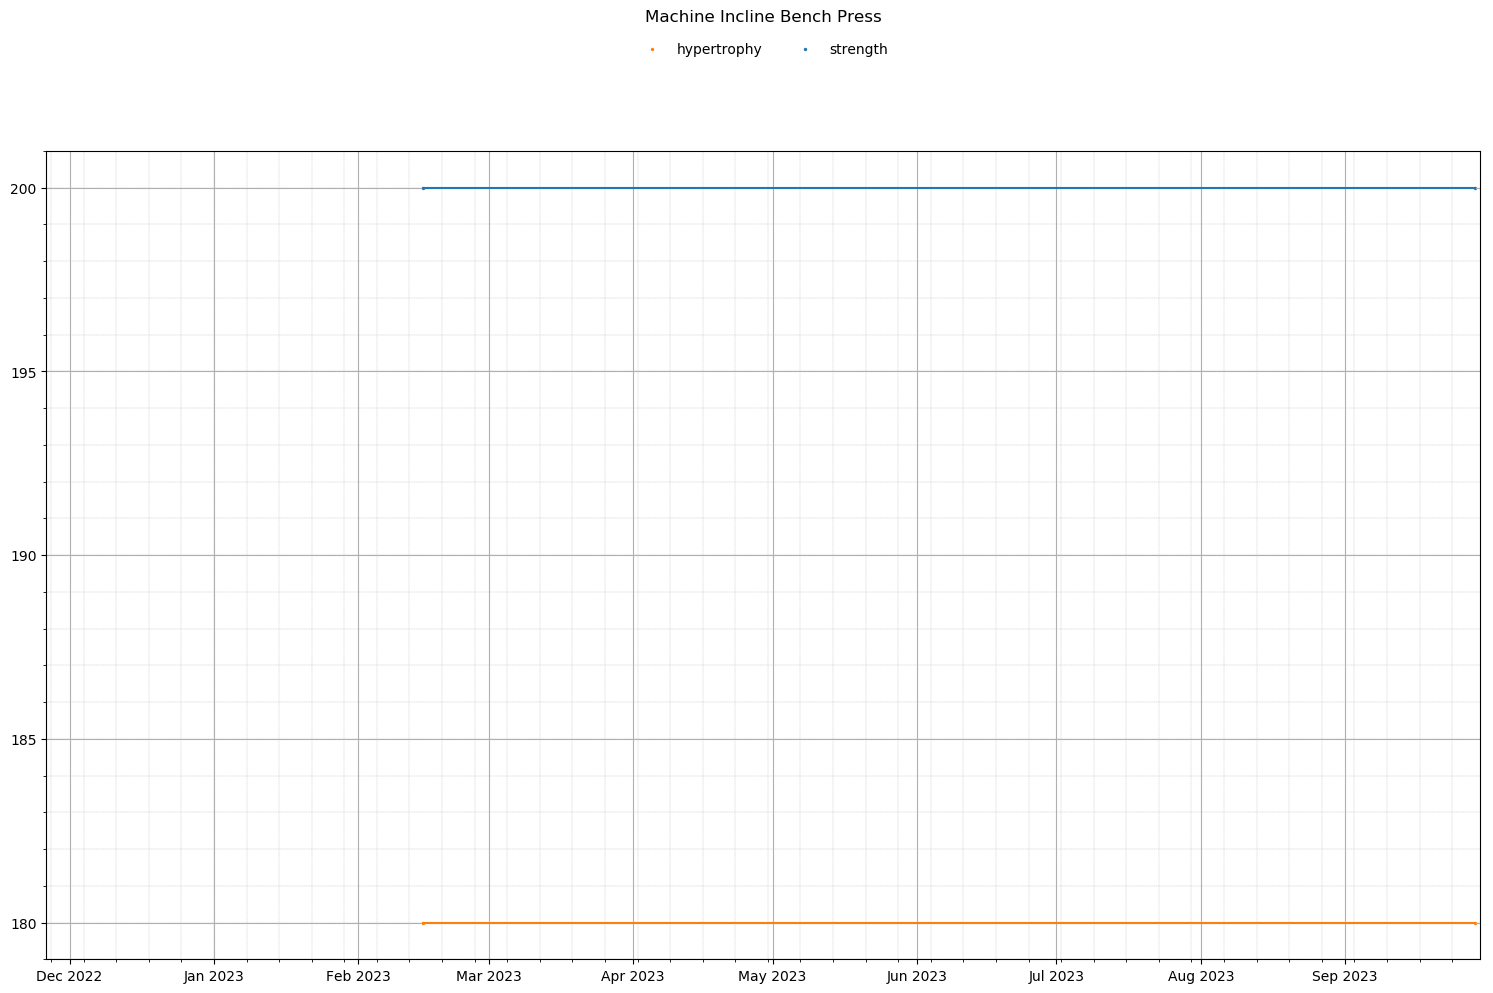 Machine Incline Bench Press
hypertrophy strength
200
195
190
185
180
Dec 2022 Jan 2023 Feb 2023 Mar 2023 Apr 2023 May 2023 Jun 2023 Jul 2023 Aug 2023 Sep 2023